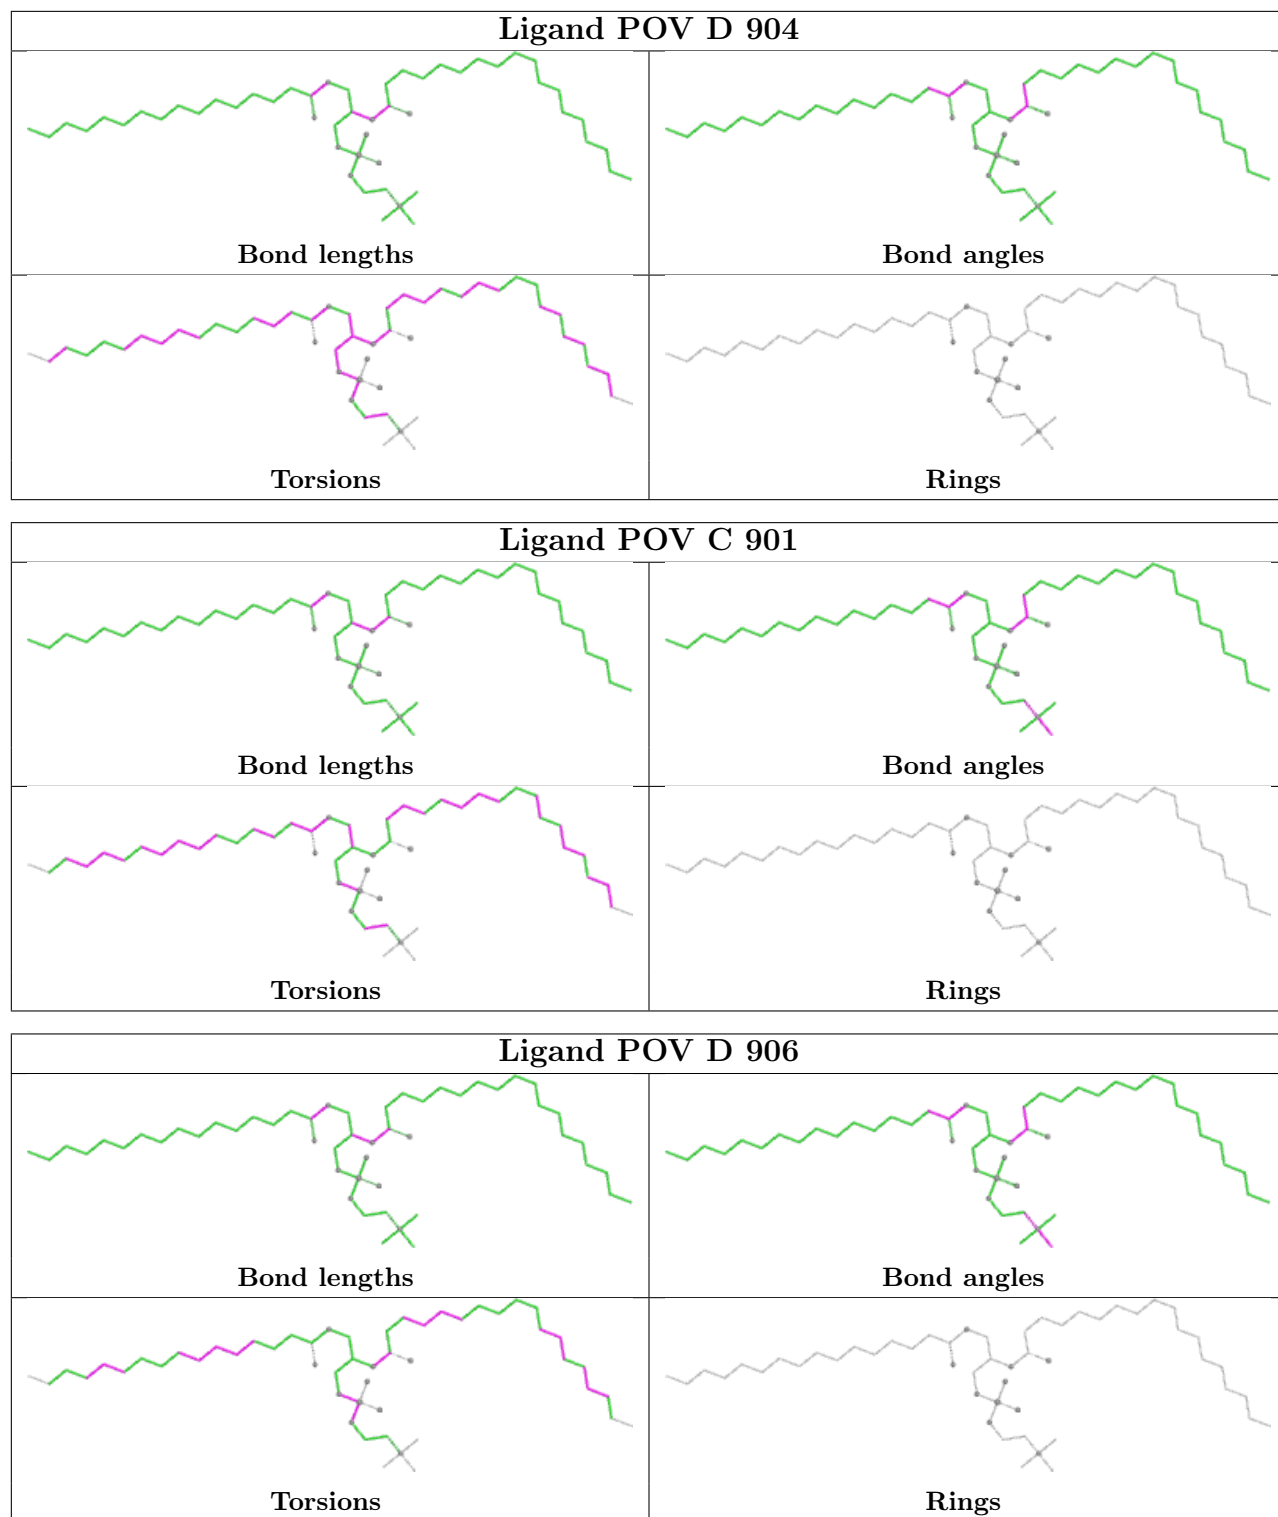 Ligand POV D 904
Bond lengths
Bond angles
Torsions
Rings
Ligand POV C 901
Bond lengths
Bond angles
Torsions
Rings
Ligand POV D 906
Bond lengths
Bond angles
Torsions
Rings